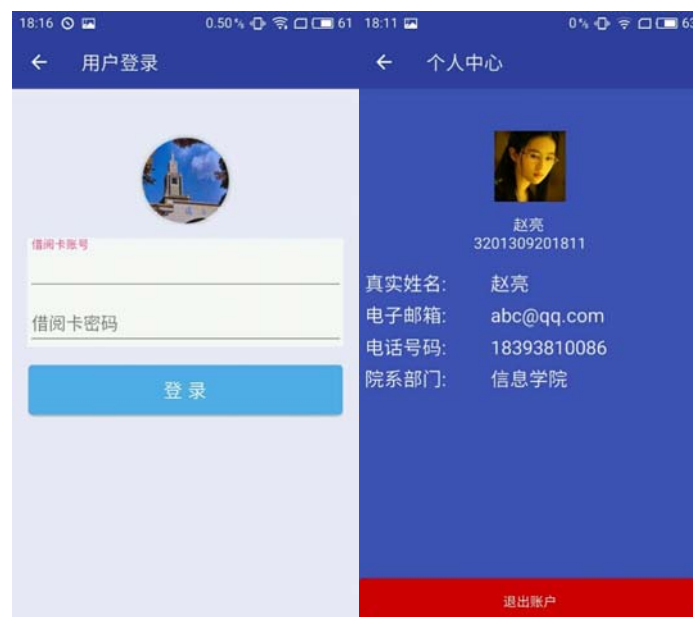 18:16 0.50% 61
用户登录
借阅卡账号
借阅卡密码
登 录
18:11 0% 63
个人中心
赵亮
3201309201811
真实姓名: 赵亮
电子邮箱: abc@qq.com
电话号码: 18393810086
院系部门: 信息学院
退出账户